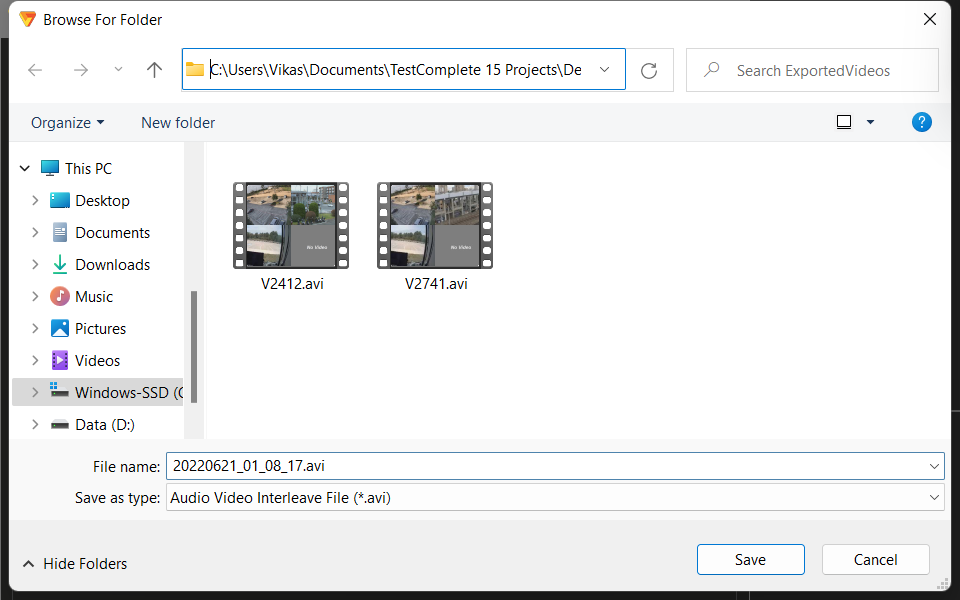 Browse For Folder
C:\Users\Vikas\Documents\TestComplete 15 Projects\De
Search ExportedVideos
Organize
New folder
?
This PC
Desktop
Documents
Downloads
Music
Pictures
Videos
Windows-SSD (C
Data (D:)
No Video
No Video
V2412.avi
V2741.avi
File name: 20220621_01_08_17.avi
Save as type: Audio Video Interleave File (*.avi)
Hide Folders
Save
Cancel